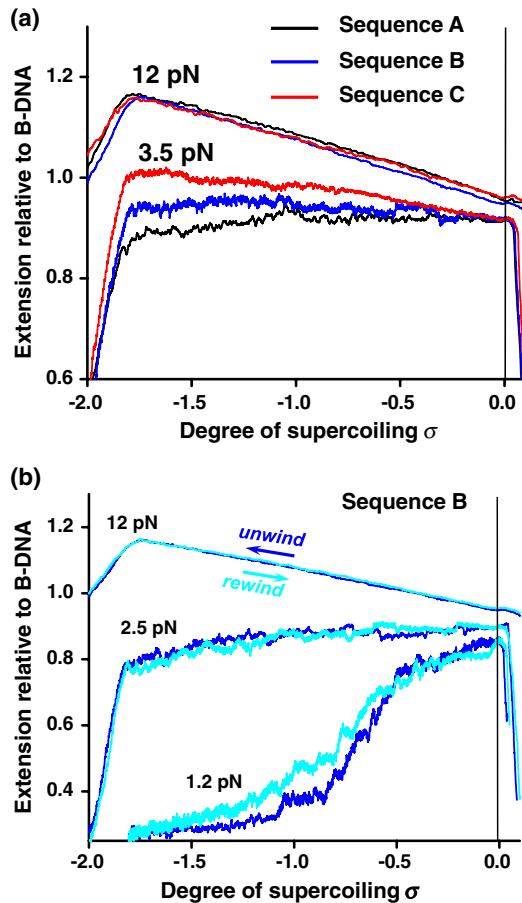 (a)
Sequence A
Sequence B
Sequence C
12 pN
3.5 pN
Extension relative to B-DNA
1.2
1.0
0.8
0.6
-2.0 -1.5 -1.0 -0.5 0.0
Degree of supercoiling σ
(b)
Sequence B
12 pN
unwind
rewind
2.5 pN
1.2 pN
Extension relative to B-DNA
1.2
1.0
0.8
0.6
0.4
-2.0 -1.5 -1.0 -0.5 0.0
Degree of supercoiling σ